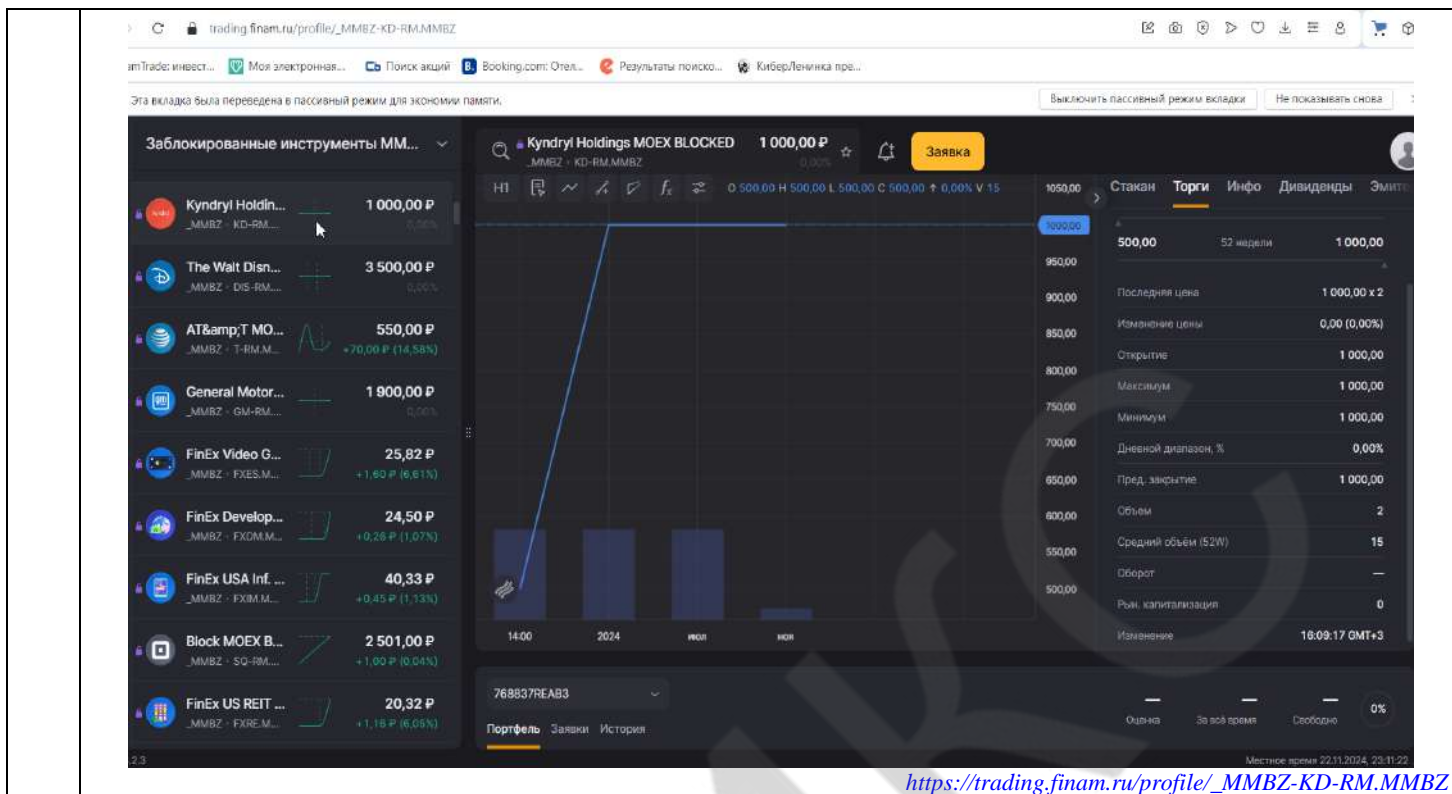 trading.finam.ru/profile/_MMBZ-KD-RM.MMBZ
amTrade: инвест... Моя электронная... Поиск акций Booking.com: Отел... Результаты поиско... КиберЛенинка пре...
Эта вкладка была переведена в пассивный режим для экономии памяти. Выключить пассивный режим вкладки Не показывать снова
Заблокированные инструменты ММ...
Kyndryl Holdings MOEX BLOCKED 1 000,00 ₽
_MMBZ · KD-RM.MMBZ 0,00%
Заявка
H1 O 500,00 H 500,00 L 500,00 C 500,00 ↑ 0,00% V 15
Kyndryl Holdin... 1 000,00 ₽
_MMBZ · KD-RM.... 0,00%
The Walt Disn... 3 500,00 ₽
_MMBZ · DIS-RM.... 0,00%
AT&amp;T MO... 550,00 ₽
_MMBZ · T-RM.M... +70,00 ₽ (14,58%)
General Motor... 1 900,00 ₽
_MMBZ · GM-RM.... 0,00%
FinEx Video G... 25,82 ₽
_MMBZ · FXES.M... +1,60 ₽ (6,61%)
FinEx Develop... 24,50 ₽
_MMBZ · FXDM.M... +0,26 ₽ (1,07%)
FinEx USA Inf. ... 40,33 ₽
_MMBZ · FXIM.M... +0,45 ₽ (1,13%)
Block MOEX B... 2 501,00 ₽
_MMBZ · SQ-RM.... +1,00 ₽ (0,04%)
FinEx US REIT ... 20,32 ₽
_MMBZ · FXRE.M... +1,16 ₽ (6,05%)
1050,00
1000,00
950,00
900,00
850,00
800,00
750,00
700,00
650,00
600,00
550,00
500,00
14:00 2024 июл ноя
Стакан Торги Инфо Дивиденды Эмите
500,00 52 недели 1 000,00
Последняя цена 1 000,00 x 2
Изменение цены 0,00 (0,00%)
Открытие 1 000,00
Максимум 1 000,00
Минимум 1 000,00
Дневной диапазон, % 0,00%
Пред. закрытие 1 000,00
Объем 2
Средний объём (52W) 15
Оборот —
Рын. капитализация 0
Изменение 16:09:17 GMT+3
768837REAB3
Портфель Заявки История
Оценка За всё время Свободно 0%
.2.3 Местное время 22.11.2024, 23:11:22
https://trading.finam.ru/profile/_MMBZ-KD-RM.MMBZ